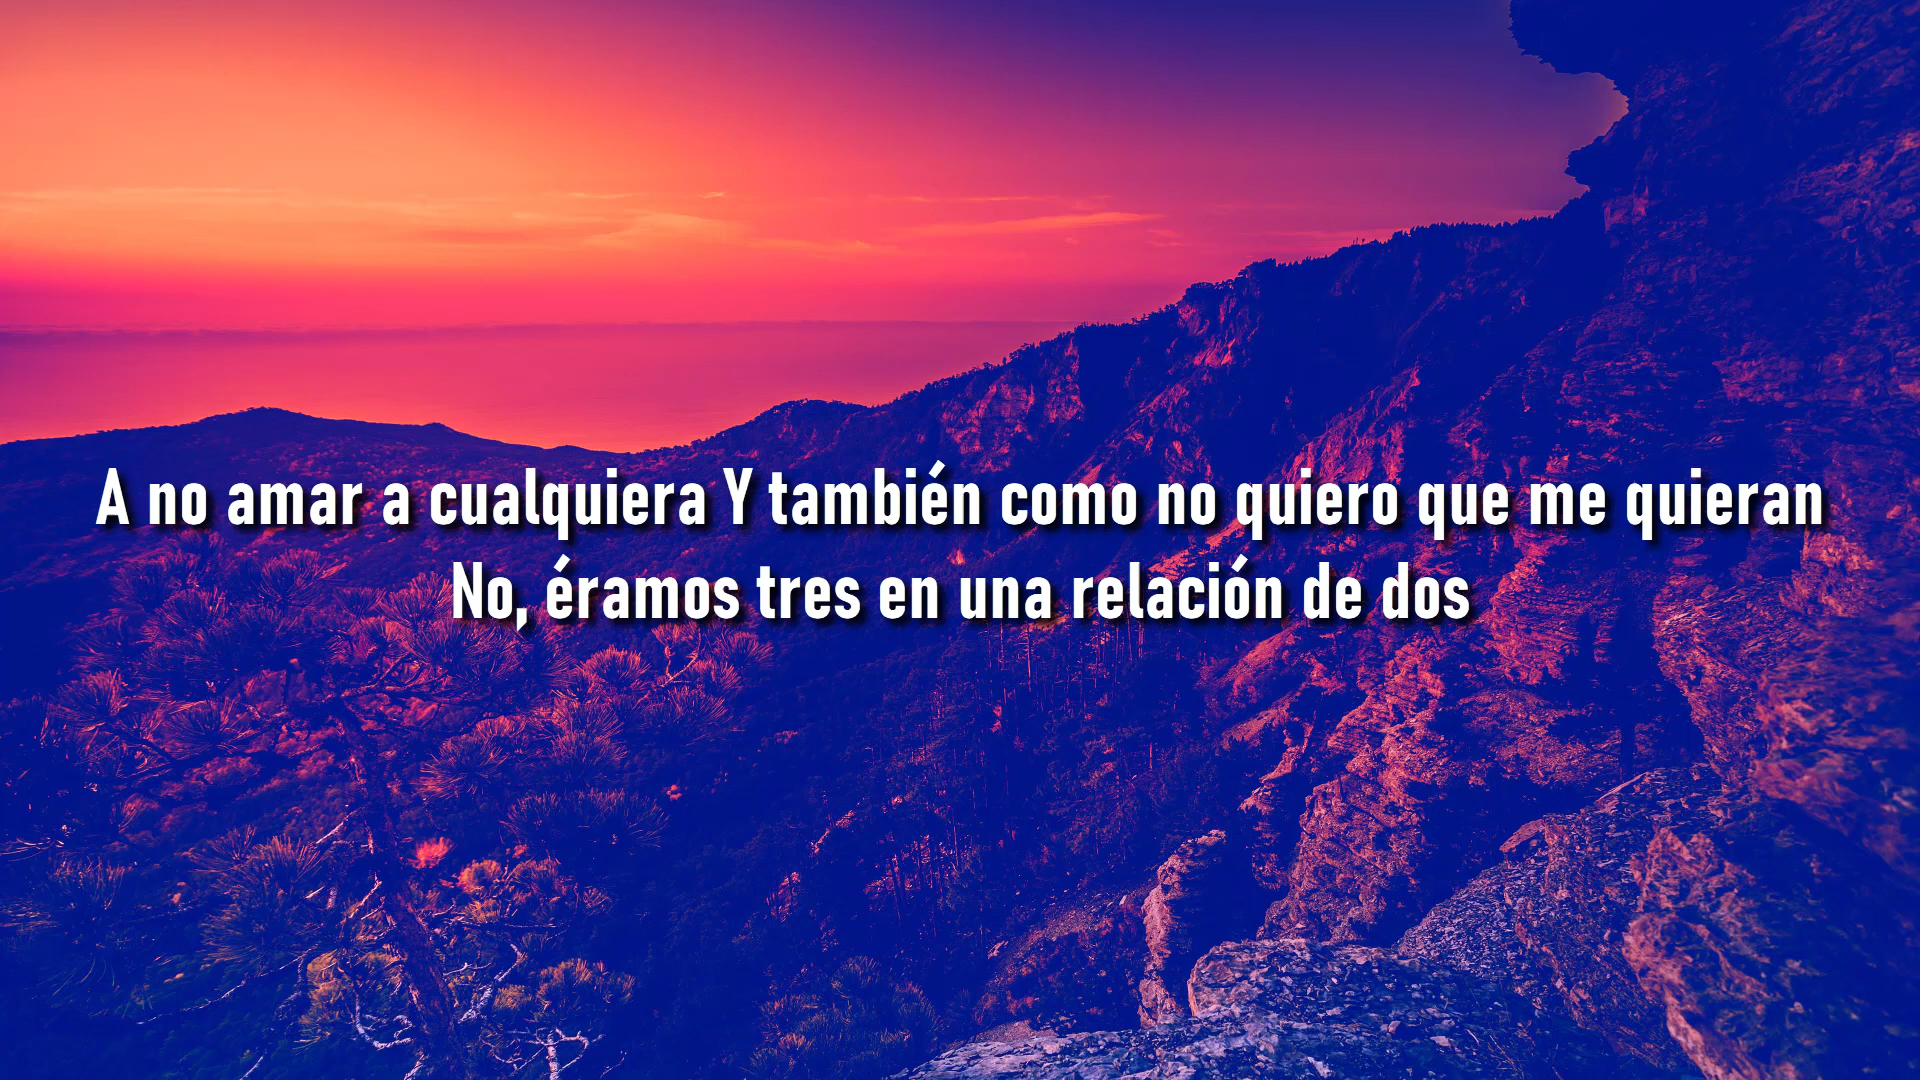 A no amar a cualquiera Y también como no quiero que me quieran
No, éramos tres en una relación de dos